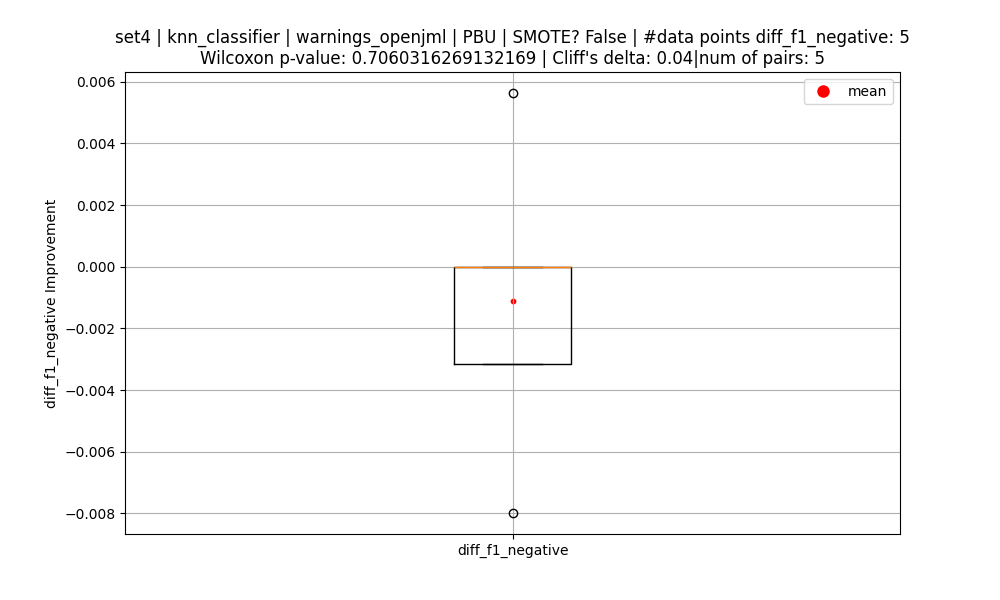 set4 | knn_classifier | warnings_openjml | PBU | SMOTE? False | #data points diff_f1_negative: 5
Wilcoxon p-value: 0.7060316269132169 | Cliff's delta: 0.04|num of pairs: 5
mean
0.006
0.004
0.002
0.000
−0.002
−0.004
−0.006
−0.008
diff_f1_negative Improvement
diff_f1_negative